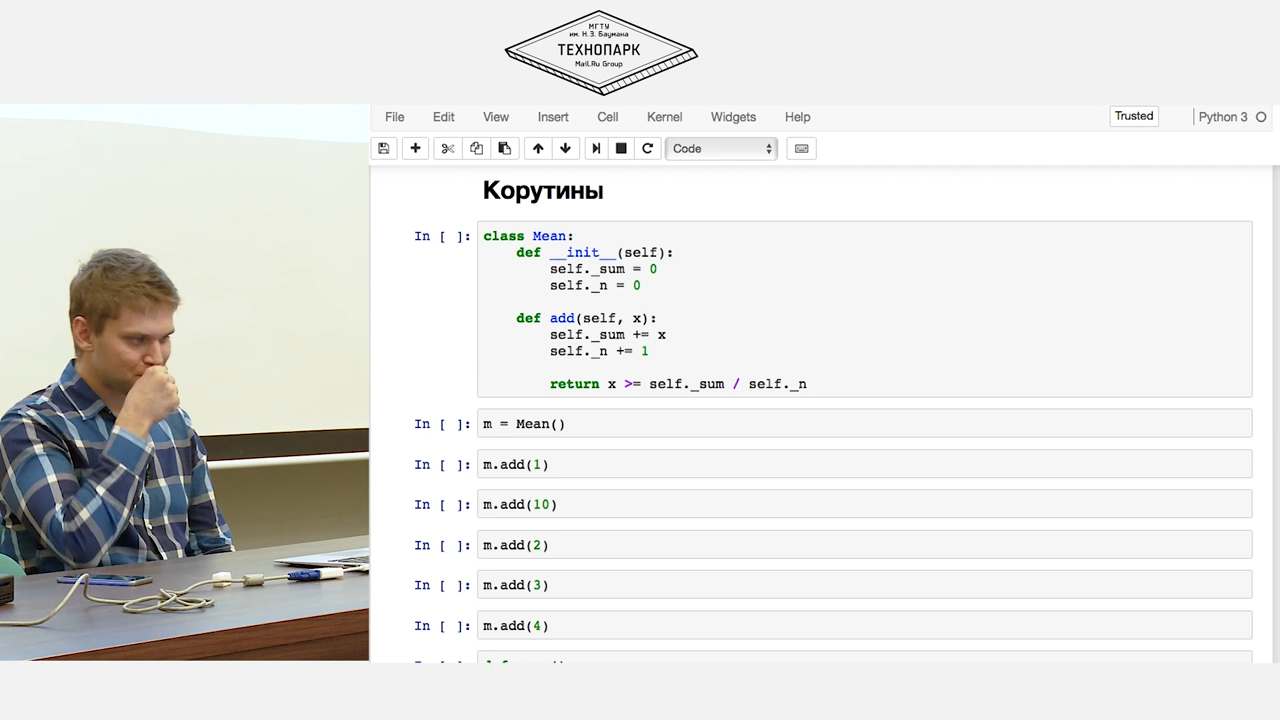 МГТУ
им. Н.Э. Баумана
ТЕХНОПАРК
Mail.Ru Group
File Edit View Insert Cell Kernel Widgets Help Trusted Python 3
Code
Корутины
In [ ]: class Mean:
def __init__(self):
self._sum = 0
self._n = 0
def add(self, x):
self._sum += x
self._n += 1
return x >= self._sum / self._n
In [ ]: m = Mean()
In [ ]: m.add(1)
In [ ]: m.add(10)
In [ ]: m.add(2)
In [ ]: m.add(3)
In [ ]: m.add(4)